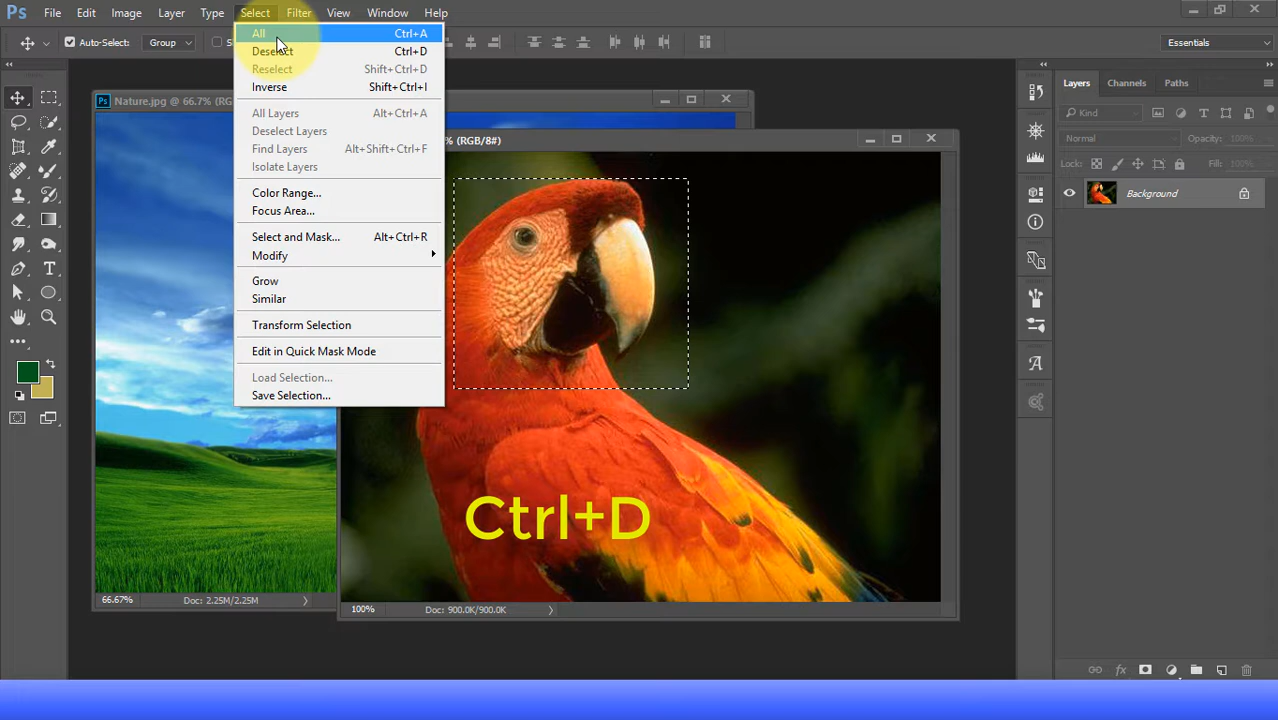 Ps File Edit Image Layer Type Select Filter View Window Help
Auto-Select: Group
Essentials
All Ctrl+A
Deselect Ctrl+D
Reselect Shift+Ctrl+D
Inverse Shift+Ctrl+I
All Layers Alt+Ctrl+A
Deselect Layers
Find Layers Alt+Shift+Ctrl+F
Isolate Layers
Color Range...
Focus Area...
Select and Mask... Alt+Ctrl+R
Modify
Grow
Similar
Transform Selection
Edit in Quick Mask Mode
Load Selection...
Save Selection...
Ps Nature.jpg @ 66.7%
% (RGB/8#)
Ctrl+D
66.67% Doc: 2.25M/2.25M
100% Doc: 900.0K/900.0K
Layers Channels Paths
Kind
Normal Opacity: 100%
Lock: Fill: 100%
Background
fx